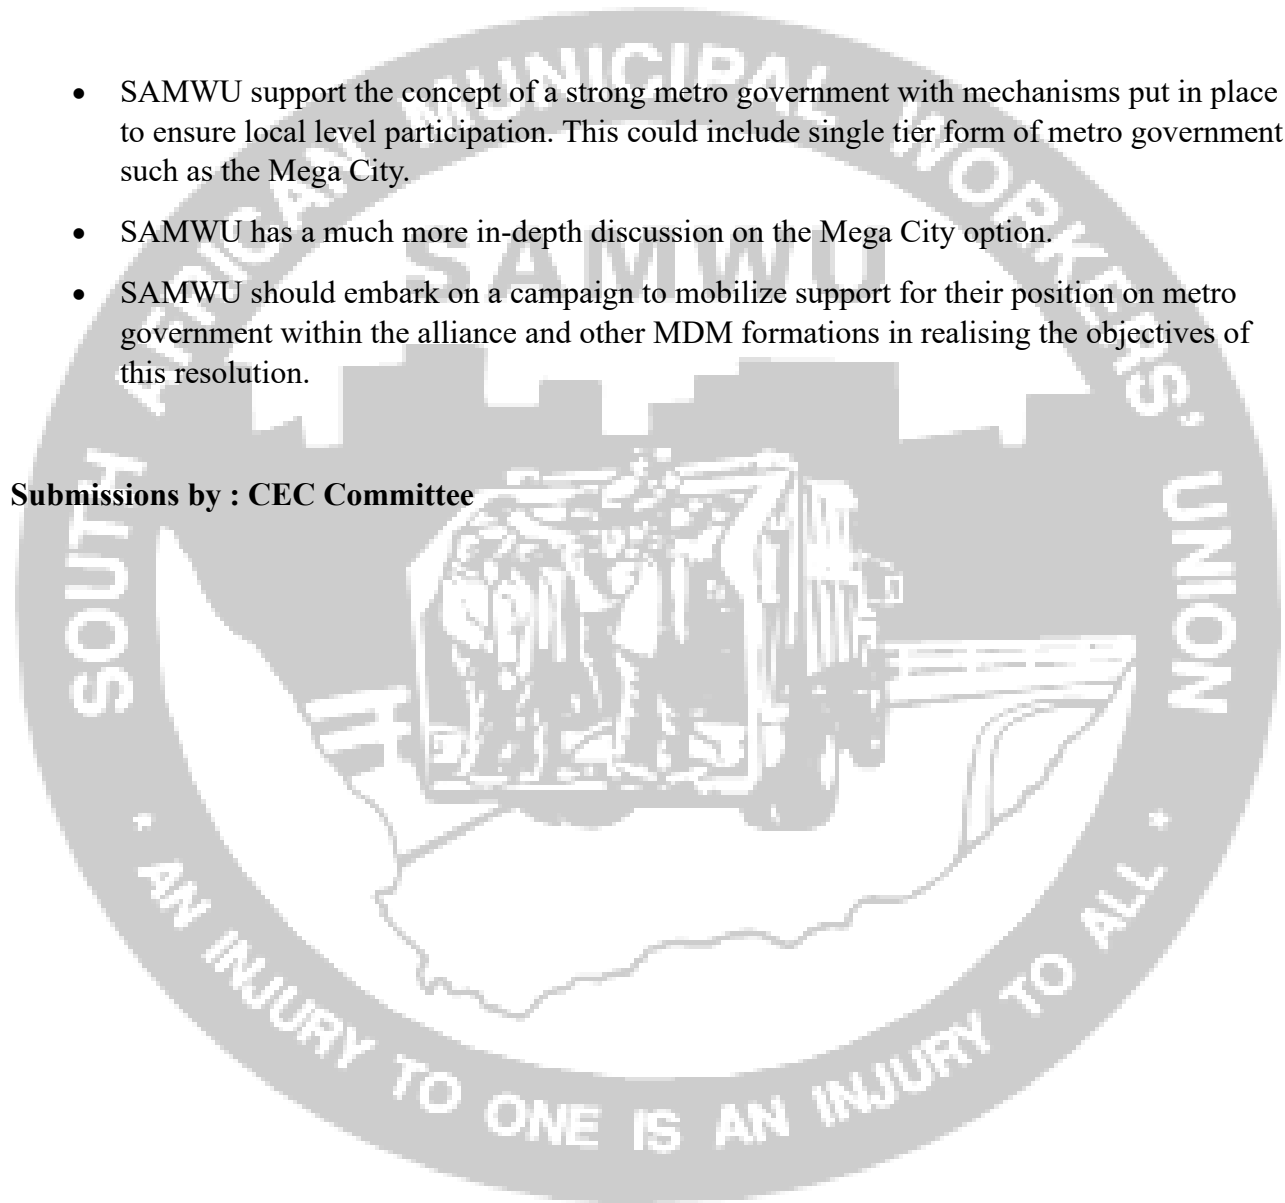 • SAMWU support the concept of a strong metro government with mechanisms put in place
to ensure local level participation. This could include single tier form of metro government
such as the Mega City.
• SAMWU has a much more in-depth discussion on the Mega City option.
• SAMWU should embark on a campaign to mobilize support for their position on metro
government within the alliance and other MDM formations in realising the objectives of
this resolution.
Submissions by : CEC Committee
SOUTH AFRICAN MUNICIPAL WORKERS' UNION
SAMWU
• AN INJURY TO ONE IS AN INJURY TO ALL •